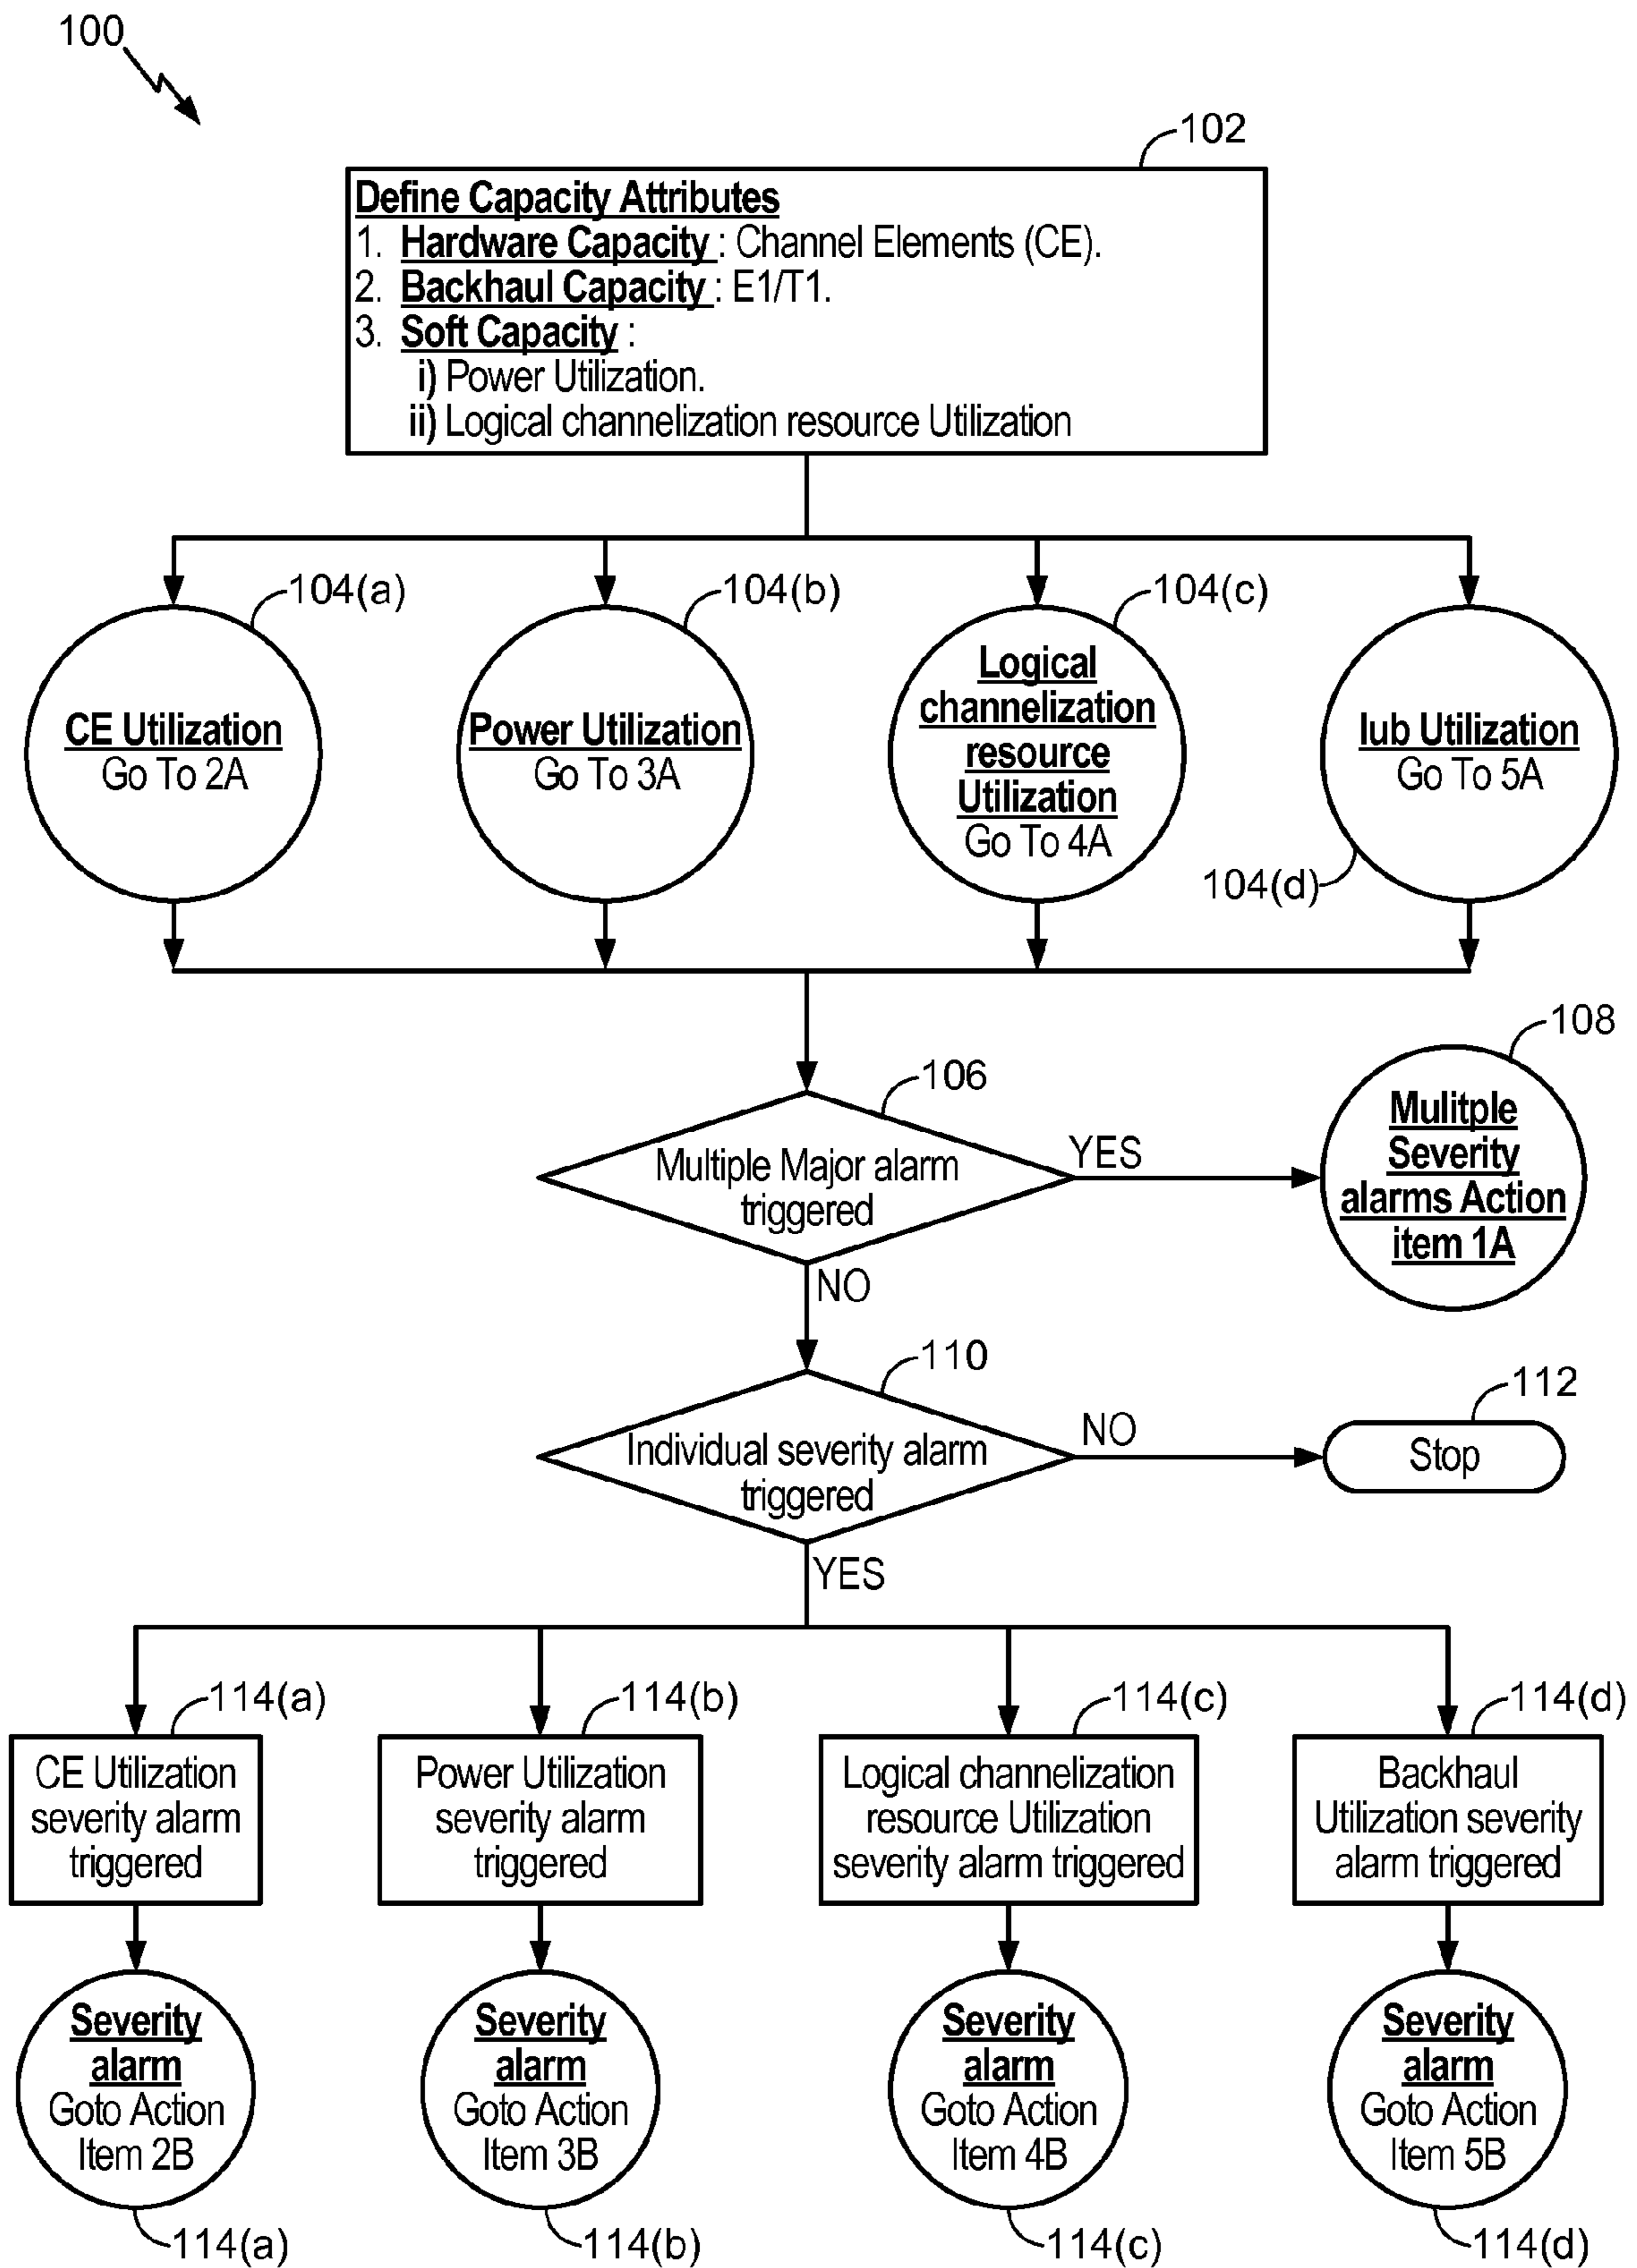 100
102
Define Capacity Attributes
1. Hardware Capacity : Channel Elements (CE).
2. Backhaul Capacity : E1/T1.
3. Soft Capacity :
i) Power Utilization.
ii) Logical channelization resource Utilization
104(a)
104(b)
104(c)
CE Utilization
Go To 2A
Power Utilization
Go To 3A
Logical
channelization
resource
Utilization
Go To 4A
Iub Utilization
Go To 5A
104(d)
106
Multiple Major alarm
triggered
YES
108
Mulitple
Severity
alarms Action
item 1A
NO
110
Individual severity alarm
triggered
NO
112
Stop
YES
114(a)
114(b)
114(c)
114(d)
CE Utilization
severity alarm
triggered
Power Utilization
severity alarm
triggered
Logical channelization
resource Utilization
severity alarm triggered
Backhaul
Utilization severity
alarm triggered
Severity
alarm
Goto Action
Item 2B
Severity
alarm
Goto Action
Item 3B
Severity
alarm
Goto Action
Item 4B
Severity
alarm
Goto Action
Item 5B
114(a)
114(b)
114(c)
114(d)